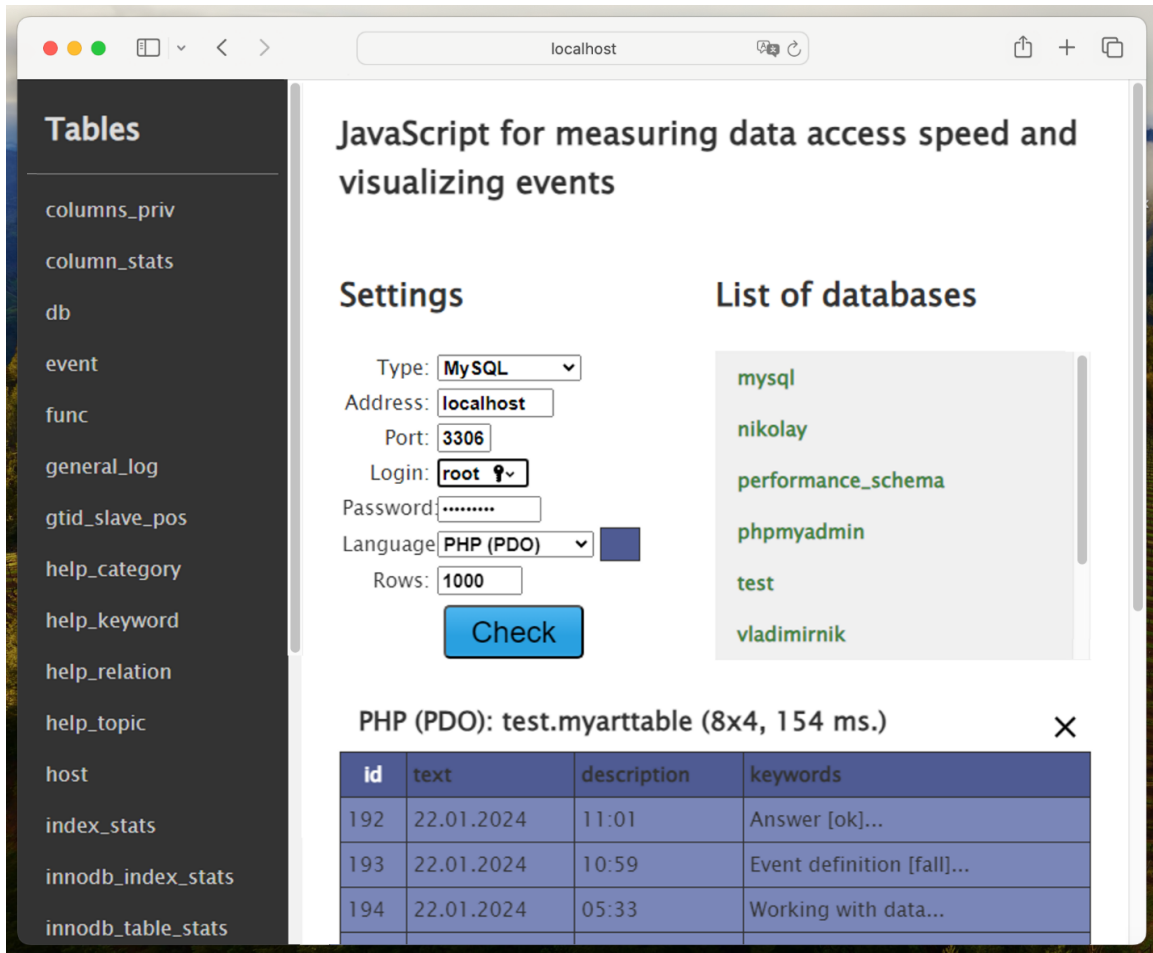 localhost
Tables
columns_priv
column_stats
db
event
func
general_log
gtid_slave_pos
help_category
help_keyword
help_relation
help_topic
host
index_stats
innodb_index_stats
innodb_table_stats
JavaScript for measuring data access speed and
visualizing events
Settings
Type: MySQL
Address: localhost
Port: 3306
Login: root
Password: •••••••••
Language PHP (PDO)
Rows: 1000
Check
List of databases
mysql
nikolay
performance_schema
phpmyadmin
test
vladimirnik
PHP (PDO): test.myarttable (8x4, 154 ms.)
id text description keywords
192 22.01.2024 11:01 Answer [ok]...
193 22.01.2024 10:59 Event definition [fall]...
194 22.01.2024 05:33 Working with data...